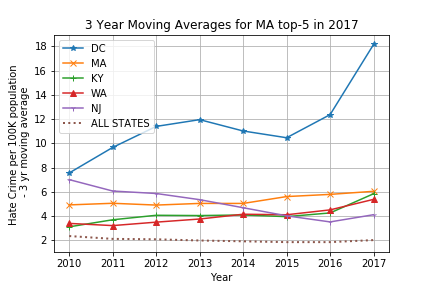 3 Year Moving Averages for MA top-5 in 2017
Hate Crime per 100K population
- 3 yr moving average
18
16
14
12
10
8
6
4
2
DC
MA
KY
WA
NJ
ALL STATES
2010 2011 2012 2013 2014 2015 2016 2017
Year